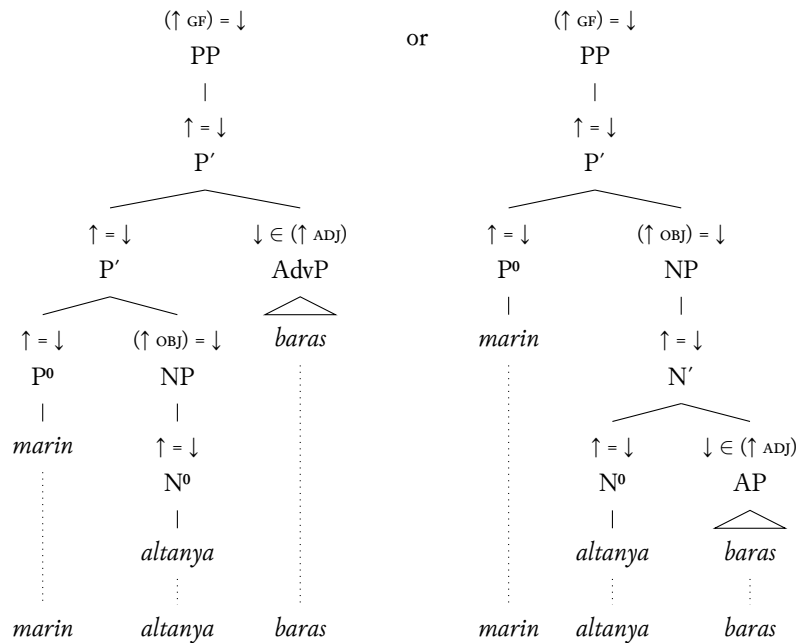 (↑ GF) = ↓ or (↑ GF) = ↓
PP PP
↑ = ↓ ↑ = ↓
P′ P′
↑ = ↓ ↓ ∈ (↑ ADJ) ↑ = ↓ (↑ OBJ) = ↓
P′ AdvP P⁰ NP
↑ = ↓ (↑ OBJ) = ↓ baras marin ↑ = ↓
P⁰ NP N′
marin ↑ = ↓ ↑ = ↓ ↓ ∈ (↑ ADJ)
N⁰ N⁰ AP
altanya altanya baras
marin altanya baras marin altanya baras